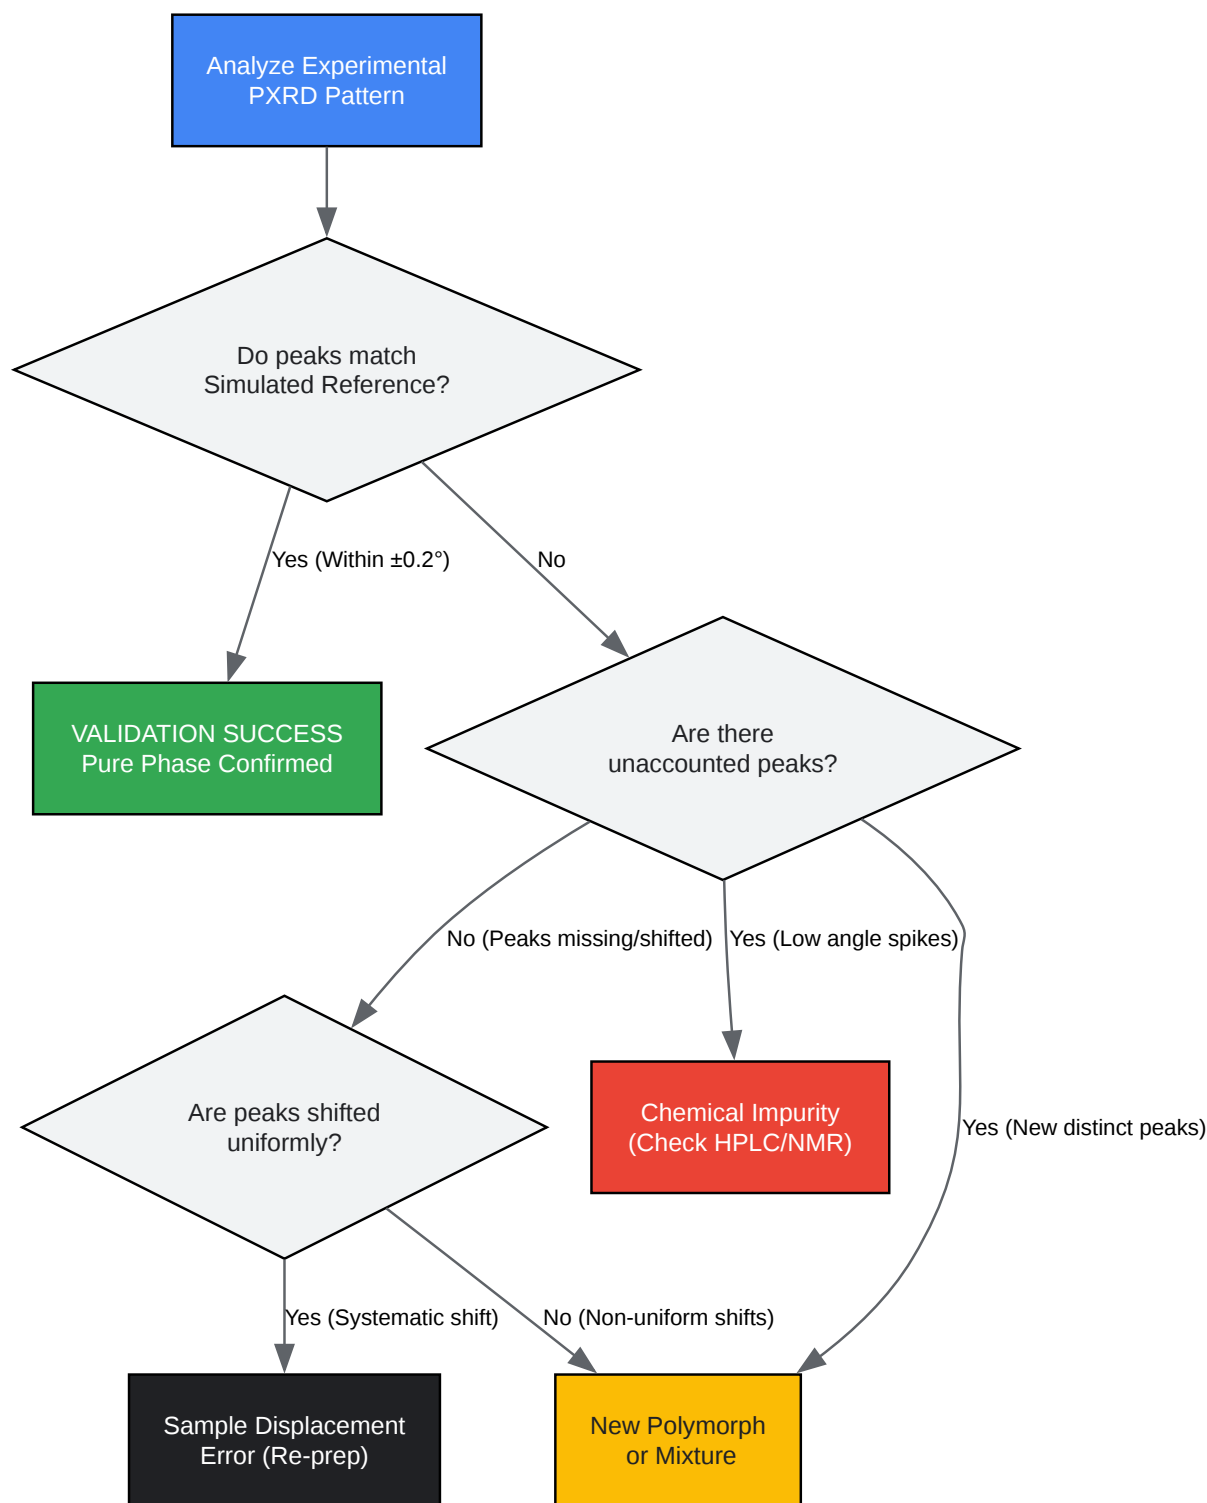 Analyze Experimental
PXRD Pattern
Do peaks match
Simulated Reference?
Yes (Within ±0.2°)
No
VALIDATION SUCCESS
Pure Phase Confirmed
Are there
unaccounted peaks?
No (Peaks missing/shifted)
Yes (Low angle spikes)
Are peaks shifted
uniformly?
Chemical Impurity
(Check HPLC/NMR)
Yes (New distinct peaks)
Yes (Systematic shift)
No (Non-uniform shifts)
Sample Displacement
Error (Re-prep)
New Polymorph
or Mixture